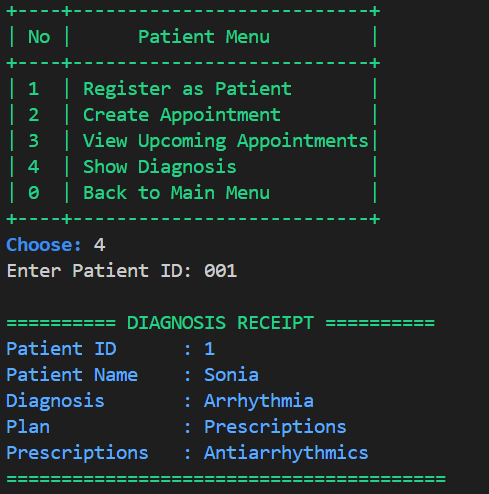 +----+---------------------------+
| No |      Patient Menu         |
+----+---------------------------+
| 1  | Register as Patient       |
| 2  | Create Appointment        |
| 3  | View Upcoming Appointments|
| 4  | Show Diagnosis            |
| 0  | Back to Main Menu         |
+----+---------------------------+
Choose: 4
Enter Patient ID: 001
========== DIAGNOSIS RECEIPT ==========
Patient ID      : 1
Patient Name    : Sonia
Diagnosis       : Arrhythmia
Plan            : Prescriptions
Prescriptions   : Antiarrhythmics
========================================